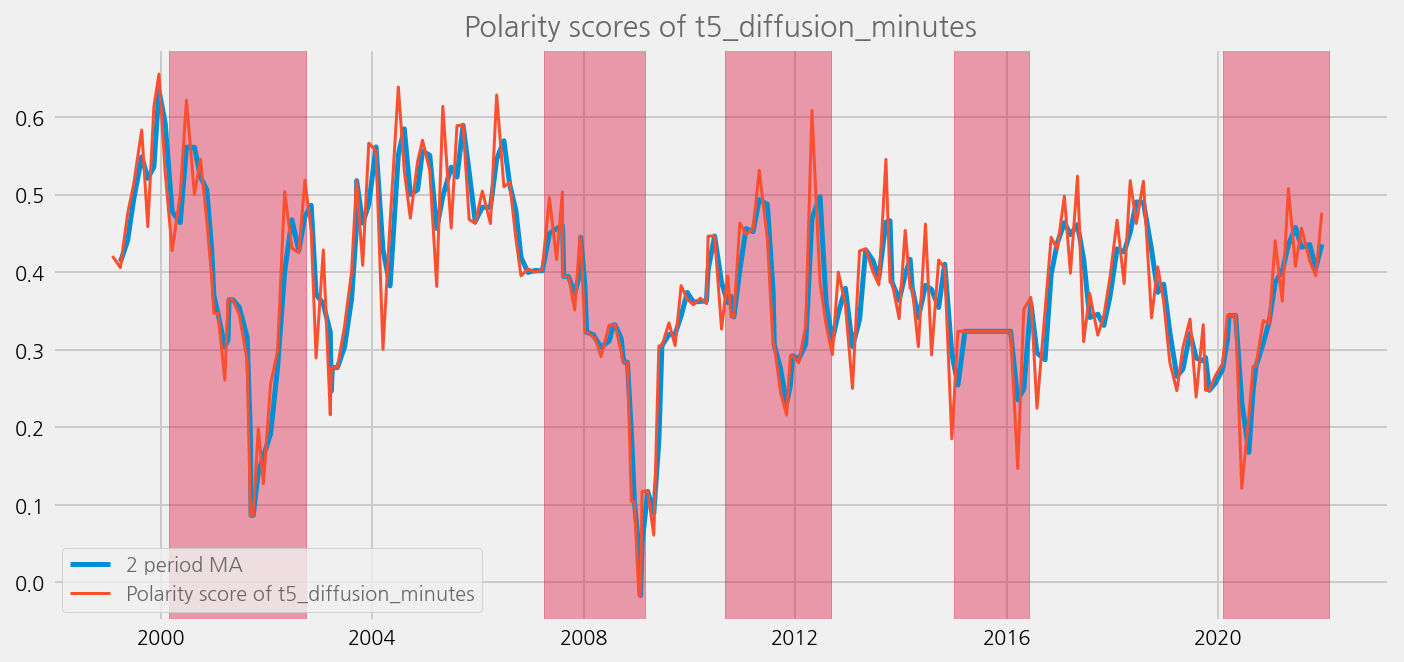 Polarity scores of t5_diffusion_minutes
0.6
0.5
0.4
0.3
0.2
0.1
0.0
2 period MA
Polarity score of t5_diffusion_minutes
2000 2004 2008 2012 2016 2020